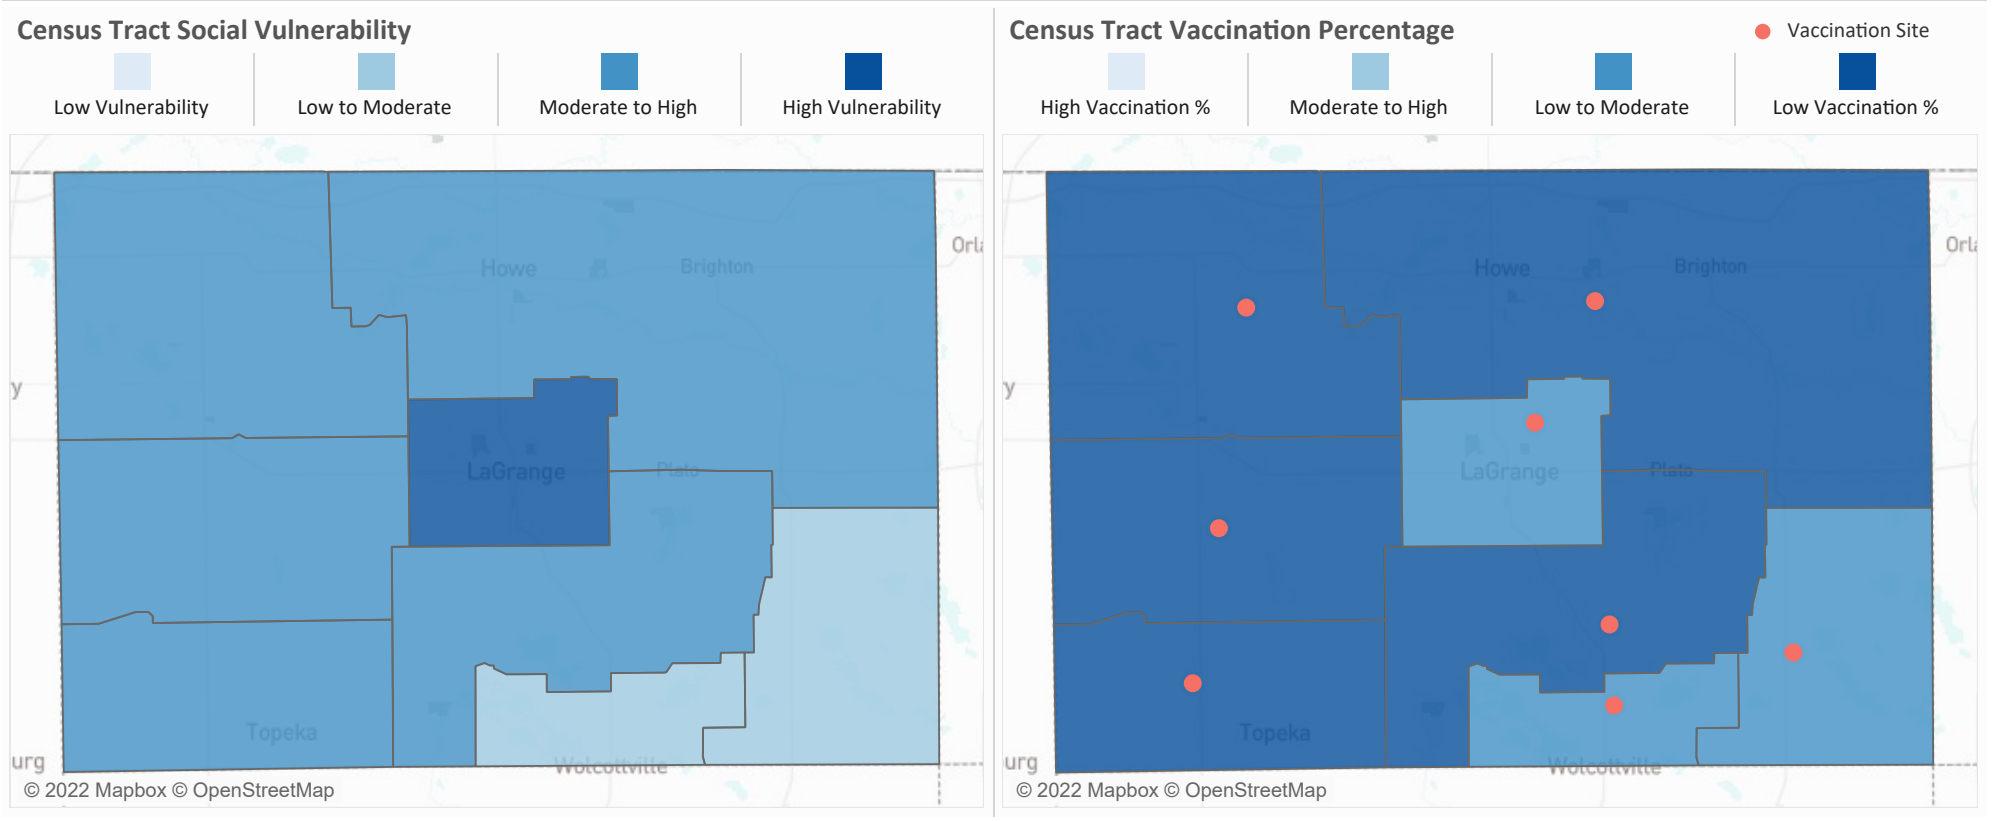 Census Tract Social Vulnerability
Low Vulnerability
Low to Moderate
Moderate to High
High Vulnerability
Howe
Brighton
Orla
y
LaGrange
Plato
Topeka
urg
Wolcottville
© 2022 Mapbox © OpenStreetMap
Census Tract Vaccination Percentage
Vaccination Site
High Vaccination %
Moderate to High
Low to Moderate
Low Vaccination %
Howe
Brighton
Orla
y
LaGrange
Plato
Topeka
urg
Wolcottville
© 2022 Mapbox © OpenStreetMap